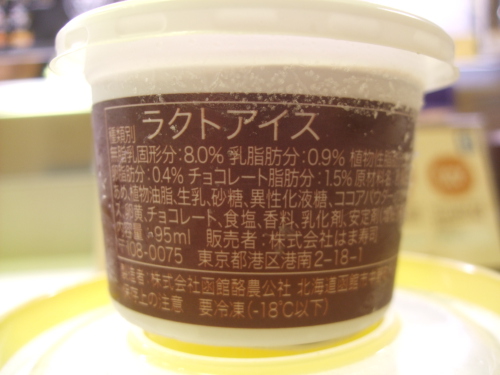 種類別 ラクトアイス
無脂乳固形分:8.0% 乳脂肪分:0.9% 植物性脂肪
脂肪分:0.4% チョコレート脂肪分:1.5% 原材料名
あめ,植物油脂,生乳,砂糖,異性化液糖,ココアパウダー
卵黄,チョコレート,食塩,香料,乳化剤,安定剤
内容量:95ml 販売者:株式会社はま寿司
108-0075 東京都港区港南2-18-1
製造者:株式会社函館酪農公社 北海道函館市
保存上の注意 要冷凍(-18℃以下)